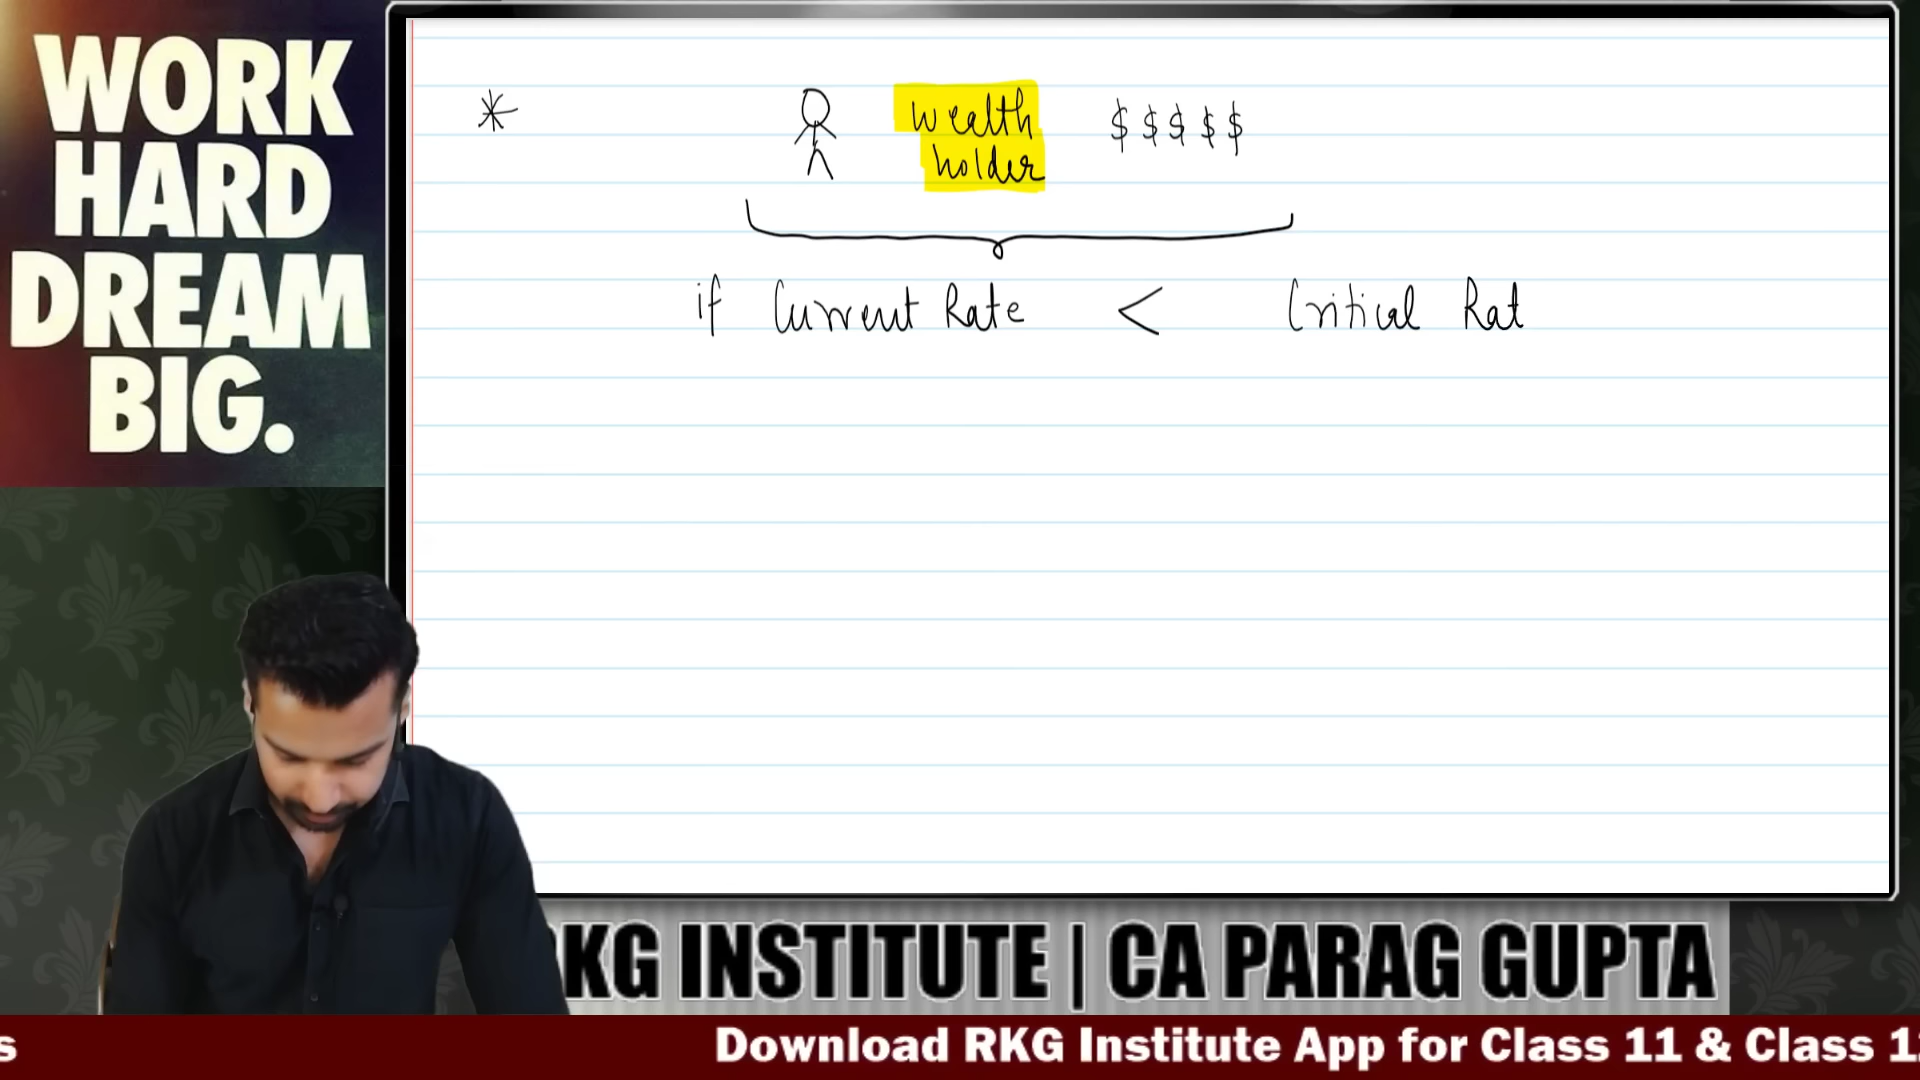 WORK
HARD
DREAM
BIG.
* wealth $ $ $ $ $
holder
if Current Rate < Critical Rat
RKG INSTITUTE | CA PARAG GUPTA
s Download RKG Institute App for Class 11 & Class 1